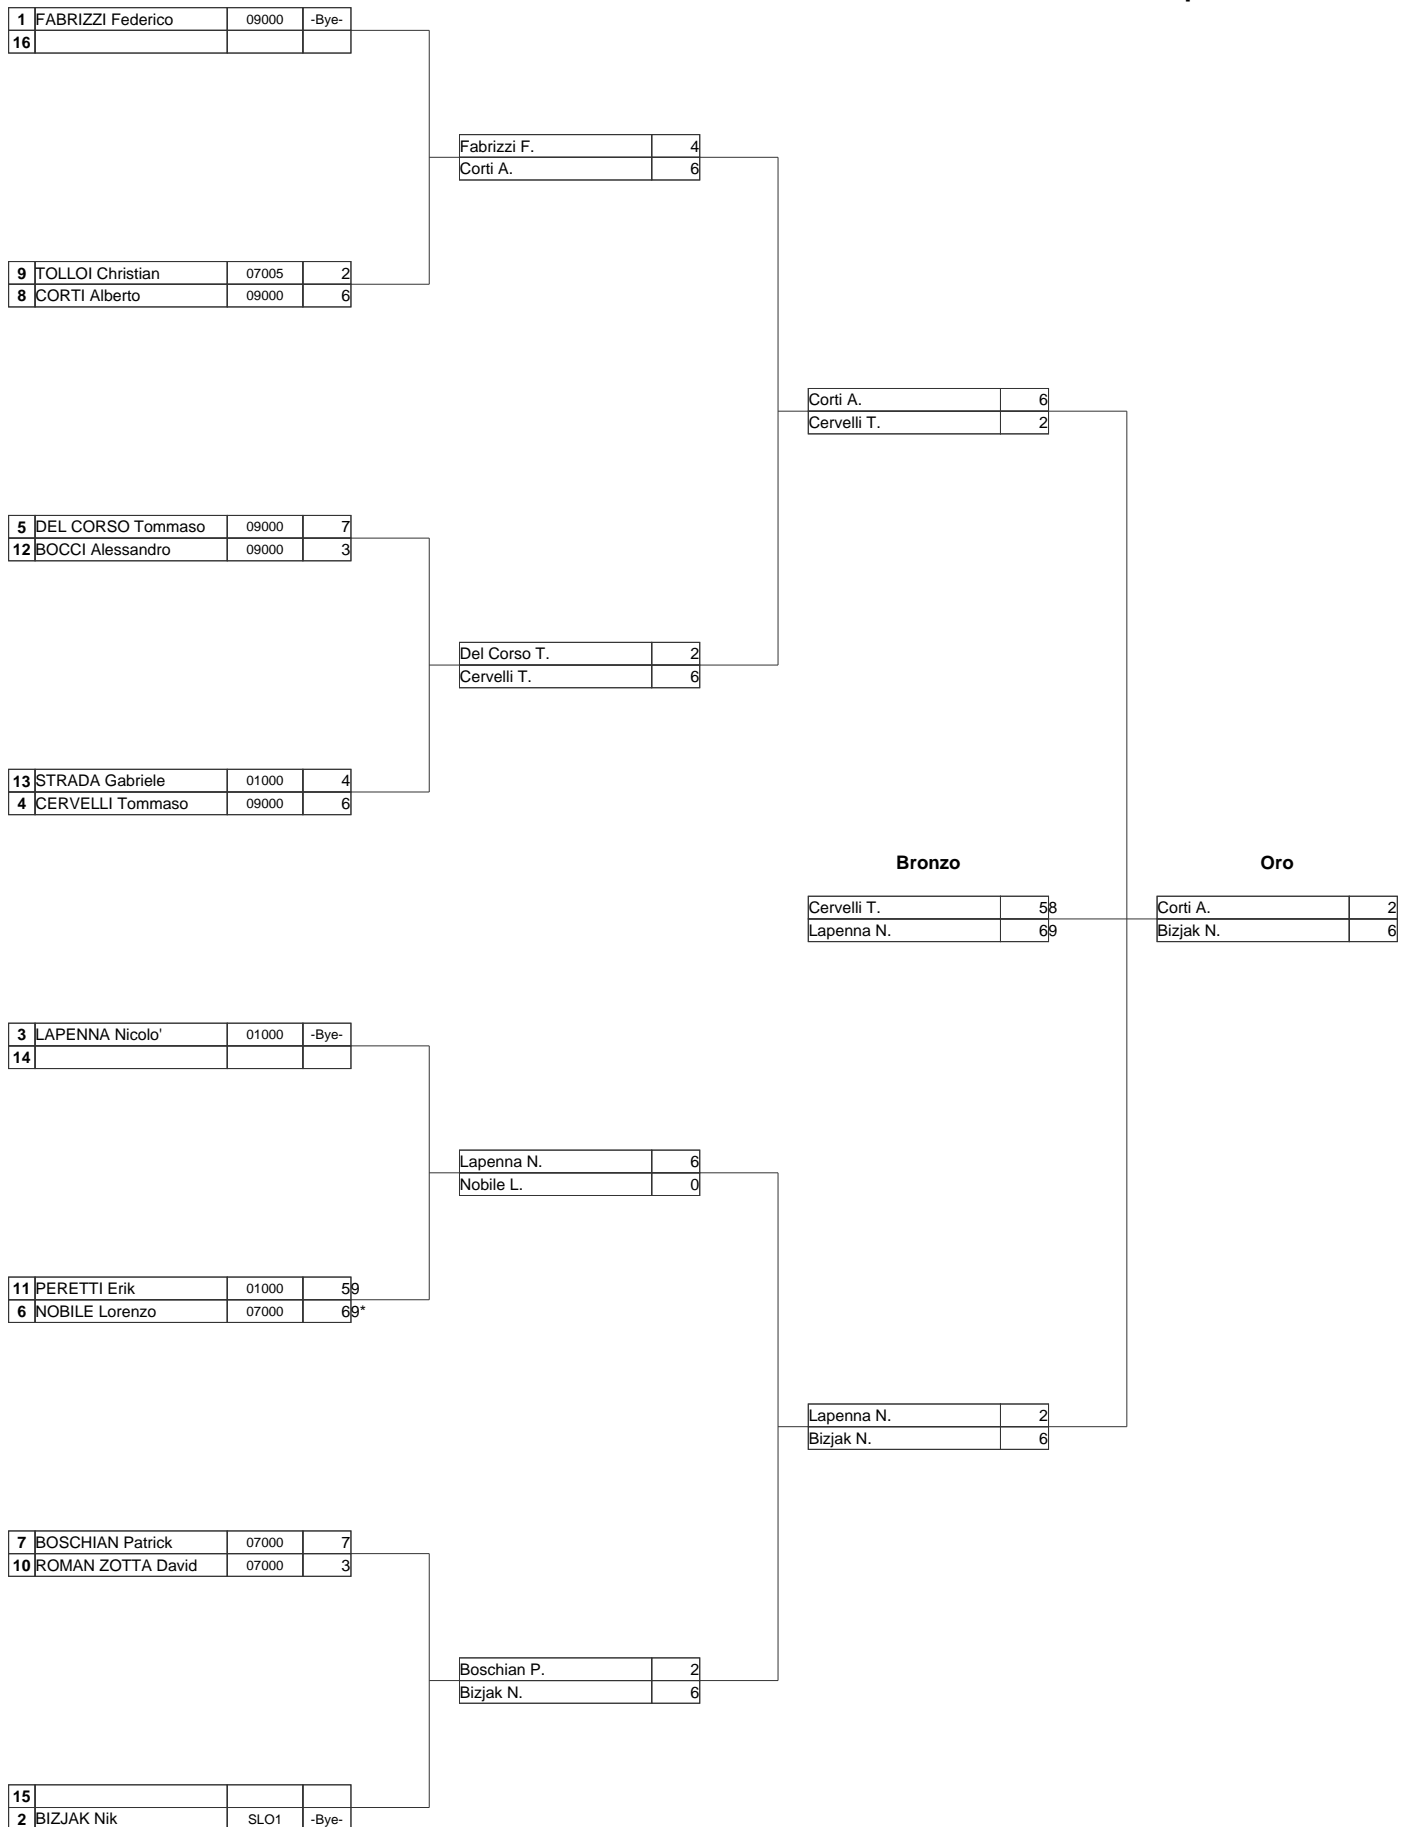 1 FABRIZZI Federico 09000 -Bye-
16
Fabrizzi F. 4
Corti A. 6
9 TOLLOI Christian 07005 2
8 CORTI Alberto 09000 6
Corti A. 6
Cervelli T. 2
5 DEL CORSO Tommaso 09000 7
12 BOCCI Alessandro 09000 3
Del Corso T. 2
Cervelli T. 6
13 STRADA Gabriele 01000 4
4 CERVELLI Tommaso 09000 6
Bronzo Oro
Cervelli T. 58 Corti A. 2
Lapenna N. 69 Bizjak N. 6
3 LAPENNA Nicolo' 01000 -Bye-
14
Lapenna N. 6
Nobile L. 0
11 PERETTI Erik 01000 59
6 NOBILE Lorenzo 07000 69*
Lapenna N. 2
Bizjak N. 6
7 BOSCHIAN Patrick 07000 7
10 ROMAN ZOTTA David 07000 3
Boschian P. 2
Bizjak N. 6
15
2 BIZJAK Nik SLO1 -Bye-